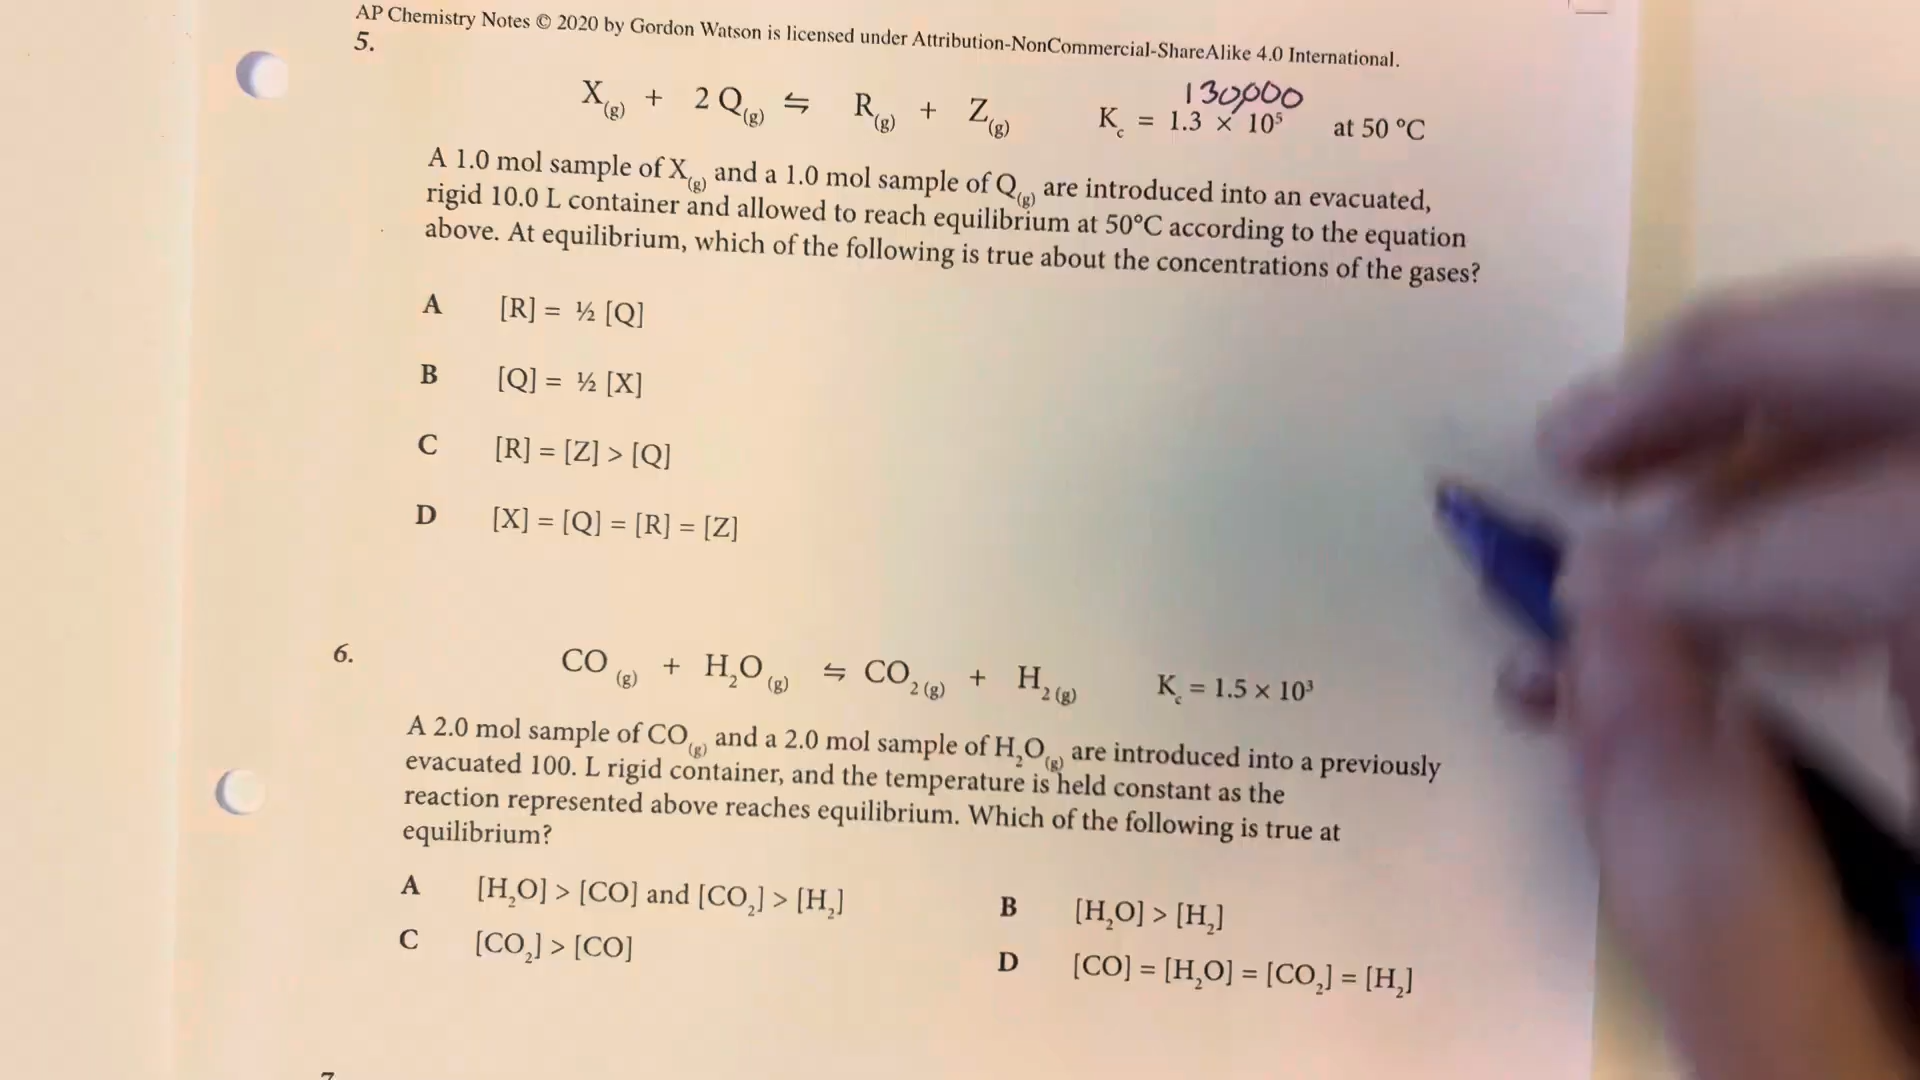 AP Chemistry Notes © 2020 by Gordon Watson is licensed under Attribution-NonCommercial-ShareAlike 4.0 International.
5.
130000
X(g) + 2 Q(g) ⇋ R(g) + Z(g) Kc = 1.3 × 10⁵ at 50 °C
A 1.0 mol sample of X(g) and a 1.0 mol sample of Q(g) are introduced into an evacuated,
rigid 10.0 L container and allowed to reach equilibrium at 50°C according to the equation
above. At equilibrium, which of the following is true about the concentrations of the gases?
A [R] = ½ [Q]
B [Q] = ½ [X]
C [R] = [Z] > [Q]
D [X] = [Q] = [R] = [Z]
6. CO(g) + H₂O(g) ⇋ CO₂(g) + H₂(g) Kc = 1.5 × 10³
A 2.0 mol sample of CO(g) and a 2.0 mol sample of H₂O(g) are introduced into a previously
evacuated 100. L rigid container, and the temperature is held constant as the
reaction represented above reaches equilibrium. Which of the following is true at
equilibrium?
A [H₂O] > [CO] and [CO₂] > [H₂] B [H₂O] > [H₂]
C [CO₂] > [CO] D [CO] = [H₂O] = [CO₂] = [H₂]